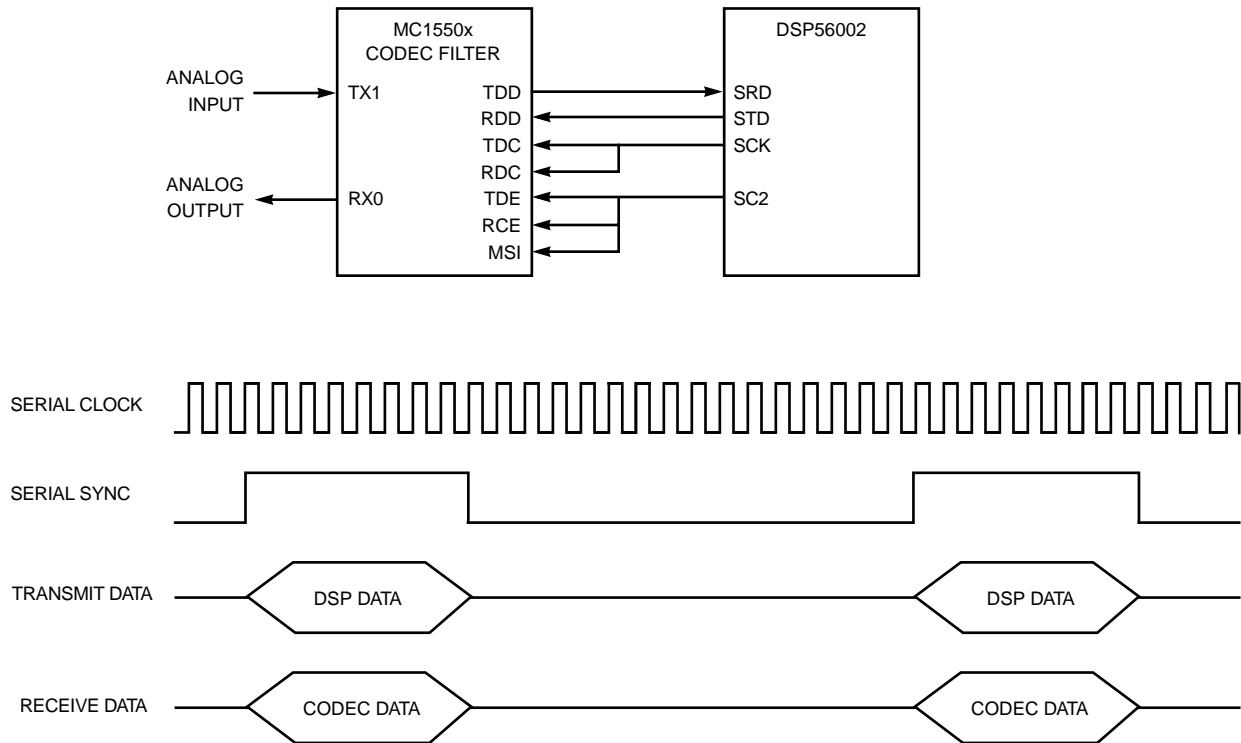 MC1550x
CODEC FILTER
DSP56002
ANALOG
INPUT
TX1
TDD
SRD
RDD
STD
TDC
SCK
RDC
ANALOG
OUTPUT
RX0
TDE
SC2
RCE
MSI
SERIAL CLOCK
SERIAL SYNC
TRANSMIT DATA
DSP DATA
DSP DATA
RECEIVE DATA
CODEC DATA
CODEC DATA